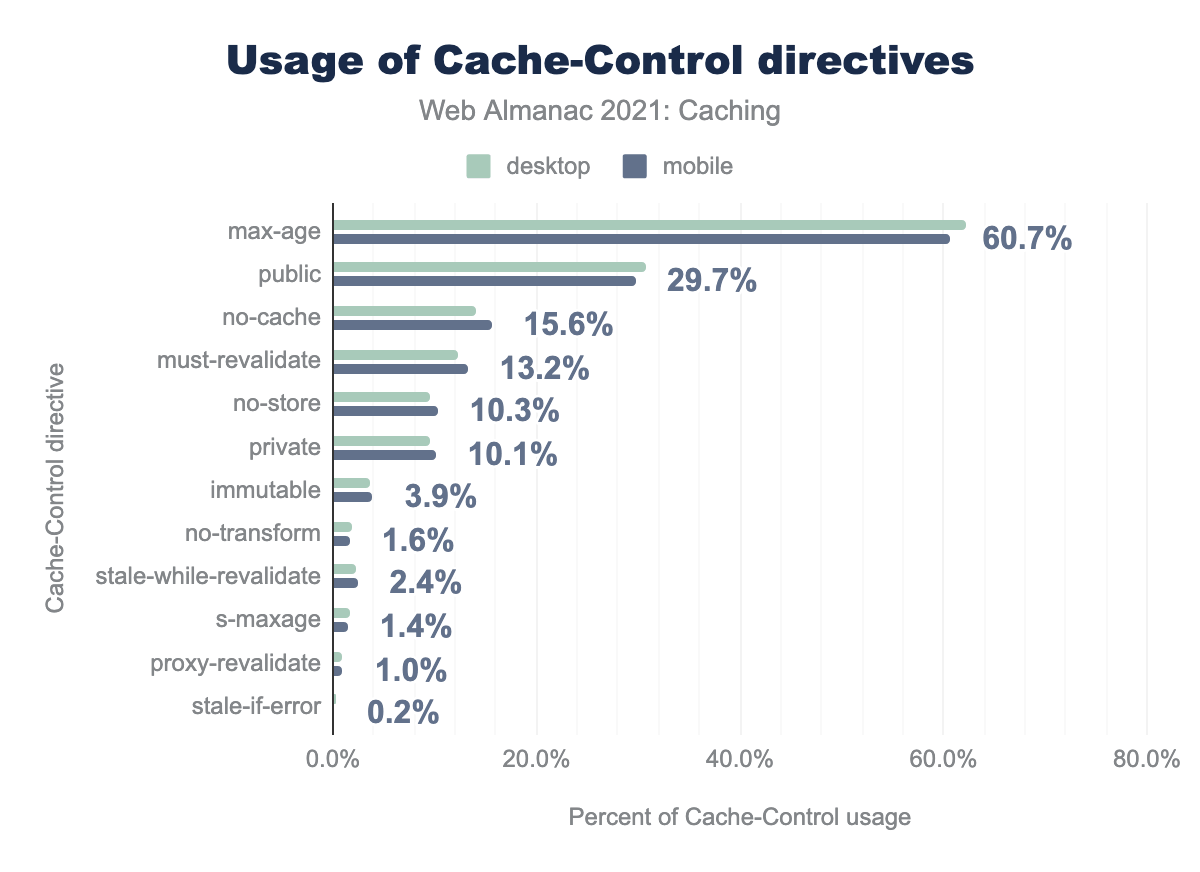 Usage of Cache-Control directives
Web Almanac 2021: Caching
desktop mobile
max-age 60.7%
public 29.7%
no-cache 15.6%
must-revalidate 13.2%
no-store 10.3%
private 10.1%
immutable 3.9%
no-transform 1.6%
stale-while-revalidate 2.4%
s-maxage 1.4%
proxy-revalidate 1.0%
stale-if-error 0.2%
Cache-Control directive
0.0% 20.0% 40.0% 60.0% 80.0%
Percent of Cache-Control usage